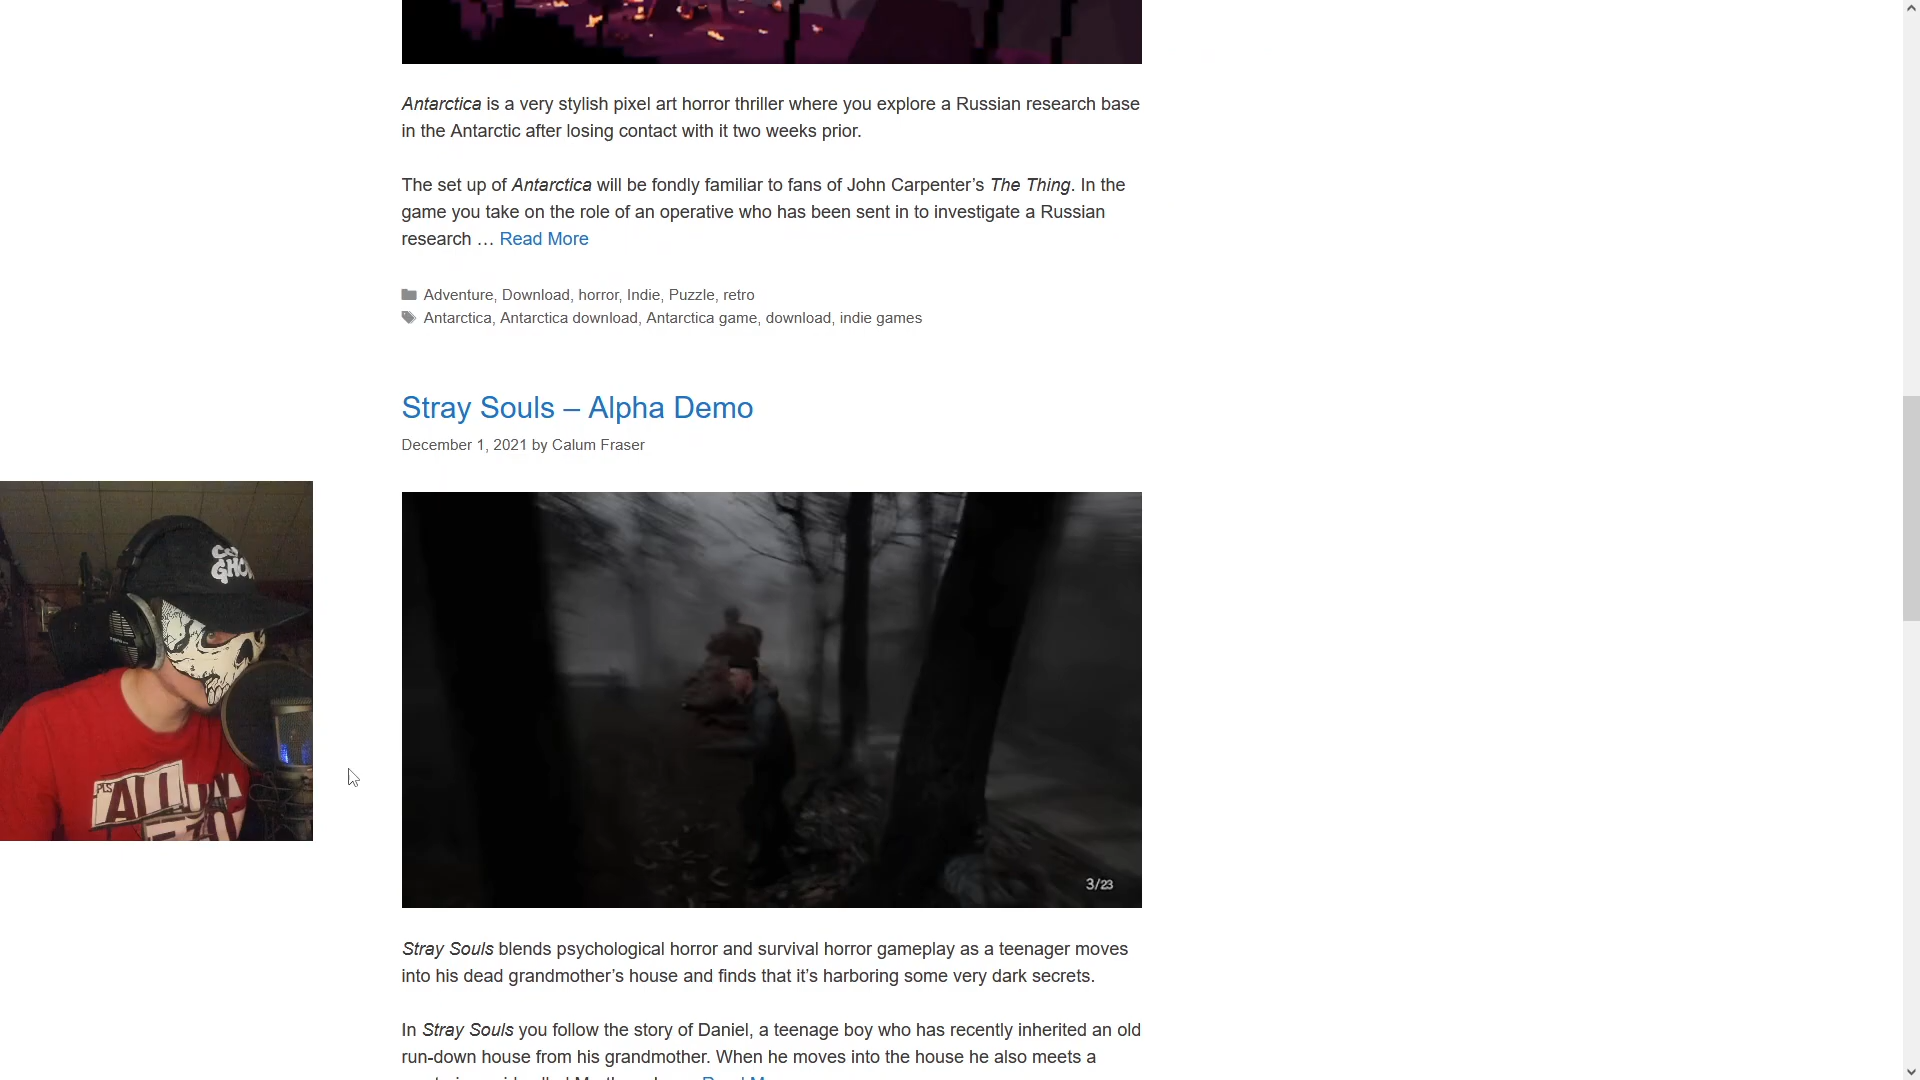 Antarctica is a very stylish pixel art horror thriller where you explore a Russian research base
in the Antarctic after losing contact with it two weeks prior.
The set up of Antarctica will be fondly familiar to fans of John Carpenter’s The Thing. In the
game you take on the role of an operative who has been sent in to investigate a Russian
research … Read More
Adventure, Download, horror, Indie, Puzzle, retro
Antarctica, Antarctica download, Antarctica game, download, indie games
Stray Souls – Alpha Demo
December 1, 2021 by Calum Fraser
3/23
PLS
Stray Souls blends psychological horror and survival horror gameplay as a teenager moves
into his dead grandmother’s house and finds that it’s harboring some very dark secrets.
In Stray Souls you follow the story of Daniel, a teenage boy who has recently inherited an old
run-down house from his grandmother. When he moves into the house he also meets a